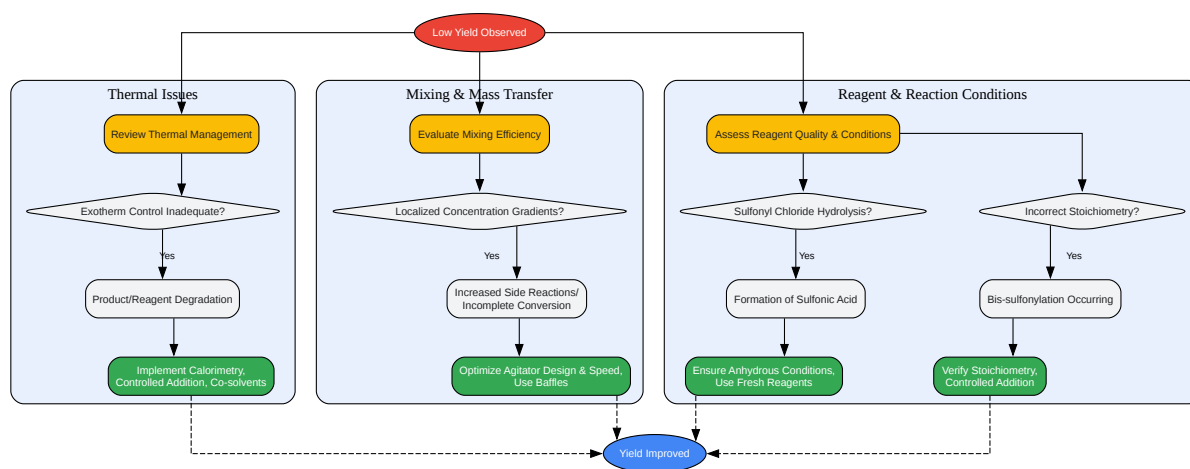 Low Yield Observed
Thermal Issues
Mixing & Mass Transfer
Reagent & Reaction Conditions
Review Thermal Management
Evaluate Mixing Efficiency
Assess Reagent Quality & Conditions
Exotherm Control Inadequate?
Localized Concentration Gradients?
Sulfonyl Chloride Hydrolysis?
Incorrect Stoichiometry?
Yes
Yes
Yes
Yes
Product/Reagent Degradation
Increased Side Reactions/
Incomplete Conversion
Formation of Sulfonic Acid
Bis-sulfonylation Occurring
Implement Calorimetry,
Controlled Addition, Co-solvents
Optimize Agitator Design & Speed,
Use Baffles
Ensure Anhydrous Conditions,
Use Fresh Reagents
Verify Stoichiometry,
Controlled Addition
Yield Improved